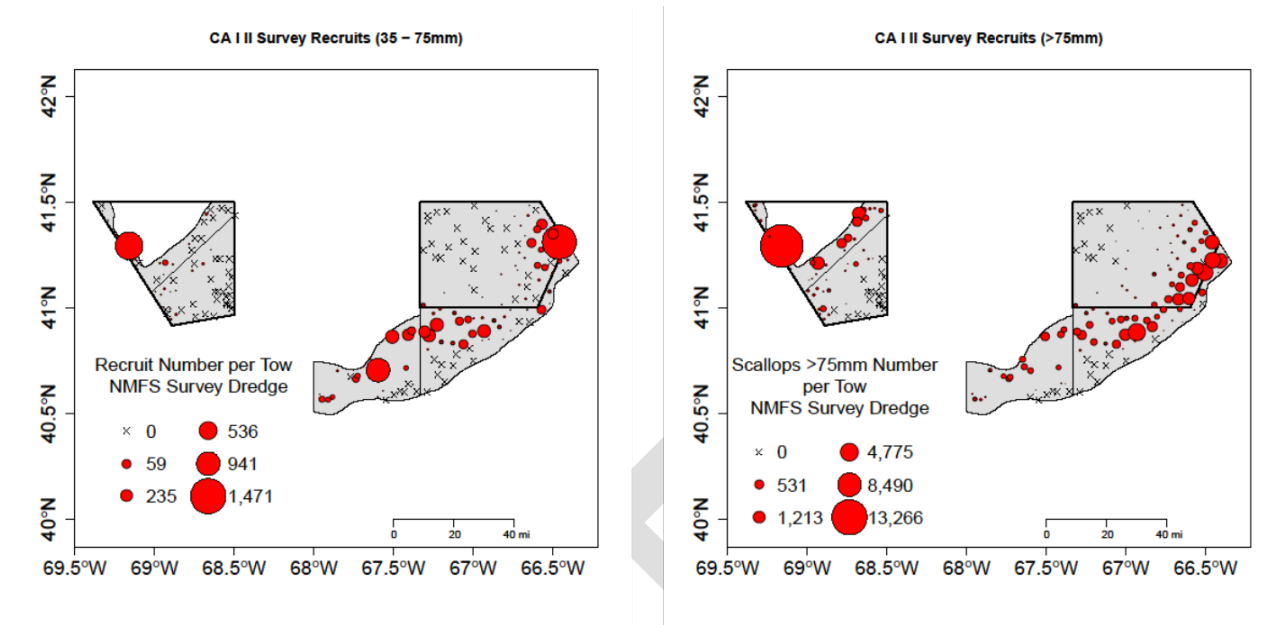 CA I II Survey Recruits (35 − 75mm)
42°N
41.5°N
41°N
40.5°N
40°N
Recruit Number per Tow
NMFS Survey Dredge
× 0 536
59 941
235 1,471
0 20 40 mi
69.5°W 69°W 68.5°W 68°W 67.5°W 67°W 66.5°W
CA I II Survey Recruits (>75mm)
42°N
41.5°N
41°N
40.5°N
40°N
Scallops >75mm Number
per Tow
NMFS Survey Dredge
× 0 4,775
531 8,490
1,213 13,266
0 20 40 mi
69.5°W 69°W 68.5°W 68°W 67.5°W 67°W 66.5°W